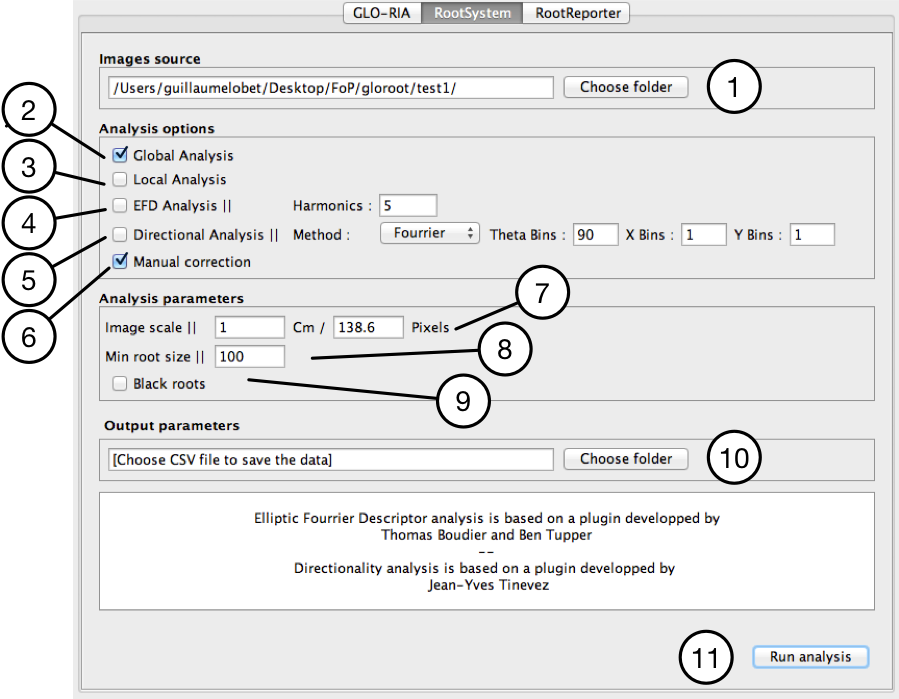 GLO-RIA RootSystem RootReporter
Images source
/Users/guillaumelobet/Desktop/FoP/gloroot/test1/ Choose folder 1
Analysis options
2 Global Analysis
3 Local Analysis
4 EFD Analysis || Harmonics : 5
5 Directional Analysis || Method : Fourrier Theta Bins : 90 X Bins : 1 Y Bins : 1
6 Manual correction
Analysis parameters
Image scale || 1 Cm / 138.6 Pixels 7
Min root size || 100 8
Black roots 9
Output parameters
[Choose CSV file to save the data] Choose folder 10
Elliptic Fourrier Descriptor analysis is based on a plugin developped by
Thomas Boudier and Ben Tupper
--
Directionality analysis is based on a plugin developped by
Jean-Yves Tinevez
11 Run analysis